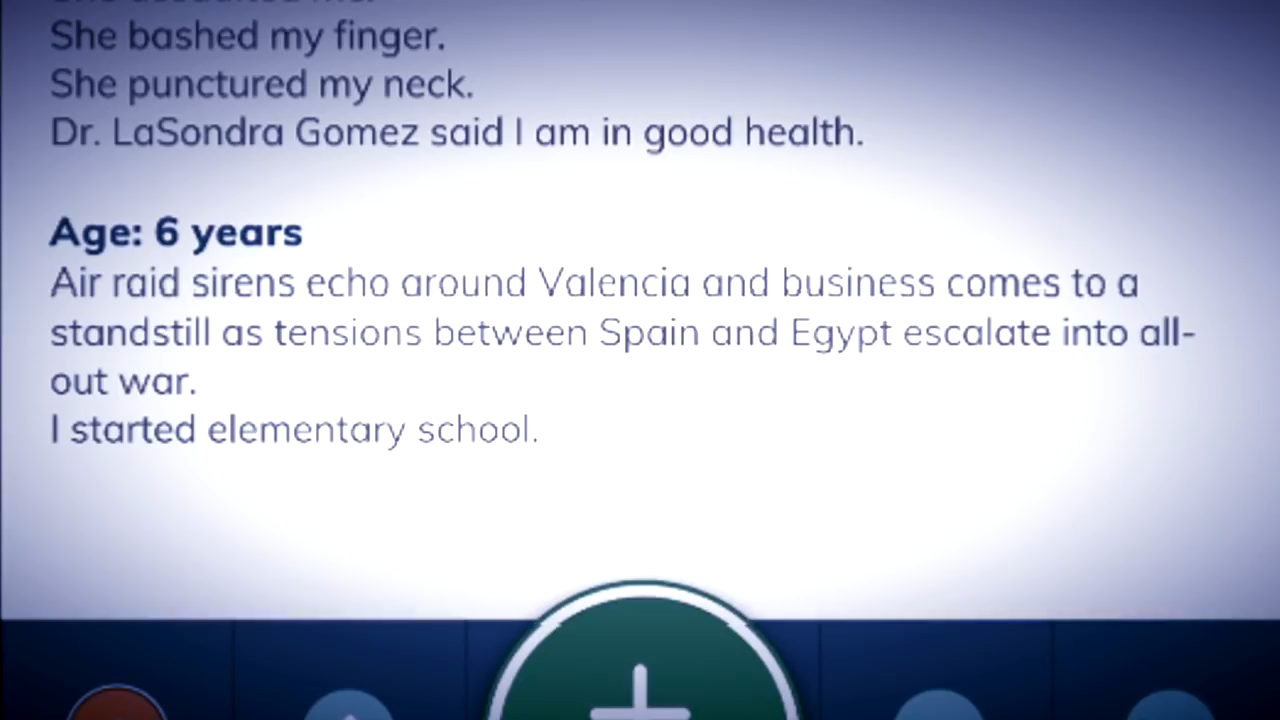 She bashed my finger.
She punctured my neck.
Dr. LaSondra Gomez said I am in good health.
Age: 6 years
Air raid sirens echo around Valencia and business comes to a
standstill as tensions between Spain and Egypt escalate into all-
out war.
I started elementary school.